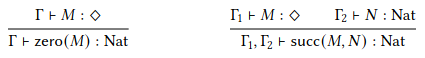 Γ ⊢ M : ◇
Γ ⊢ zero(M) : Nat
Γ₁ ⊢ M : ◇ Γ₂ ⊢ N : Nat
Γ₁, Γ₂ ⊢ succ(M, N) : Nat